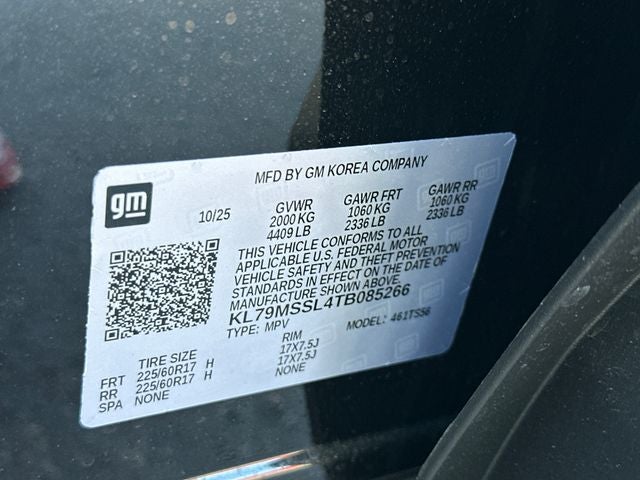 MFD BY GM KOREA COMPANY
gm
10/25 GVWR GAWR FRT GAWR RR
2000 KG 1060 KG 1060 KG
4409 LB 2336 LB 2336 LB
THIS VEHICLE CONFORMS TO ALL
APPLICABLE U.S. FEDERAL MOTOR
VEHICLE SAFETY AND THEFT PREVENTION
STANDARDS IN EFFECT ON THE DATE OF
MANUFACTURE SHOWN ABOVE.
KL79MSSL4TB085266
TYPE: MPV MODEL: 461TS56
TIRE SIZE RIM
FRT 225/60R17 H 17X7.5J
RR 225/60R17 H 17X7.5J
SPA NONE NONE